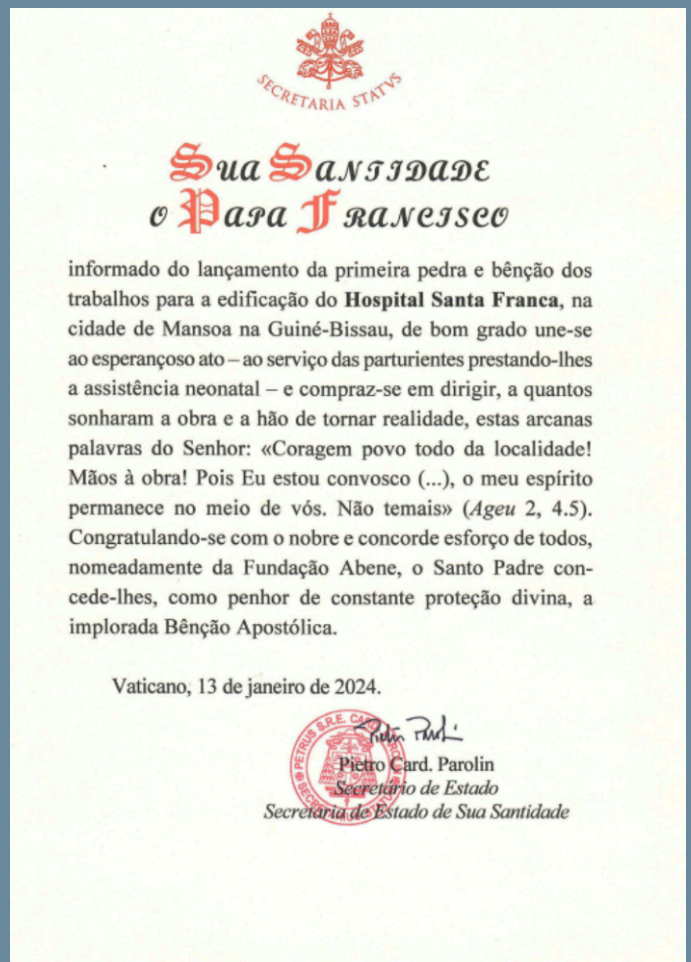 SECRETARIA STATVS
SUA SANTIDADE
O PAPA FRANCISCO
informado do lançamento da primeira pedra e bênção dos
trabalhos para a edificação do Hospital Santa Franca, na
cidade de Mansoa na Guiné-Bissau, de bom grado une-se
ao esperançoso ato – ao serviço das parturientes prestando-lhes
a assistência neonatal – e compraz-se em dirigir, a quantos
sonharam a obra e a hão de tornar realidade, estas arcanas
palavras do Senhor: «Coragem povo todo da localidade!
Mãos à obra! Pois Eu estou convosco (...), o meu espírito
permanece no meio de vós. Não temais» (Ageu 2, 4.5).
Congratulando-se com o nobre e concorde esforço de todos,
nomeadamente da Fundação Abene, o Santo Padre con-
cede-lhes, como penhor de constante proteção divina, a
implorada Bênção Apostólica.
Vaticano, 13 de janeiro de 2024.
PETRUS S.R.E. CARD. PAROLIN
Pietro Card. Parolin
Secretário de Estado
Secretaria de Estado de Sua Santidade